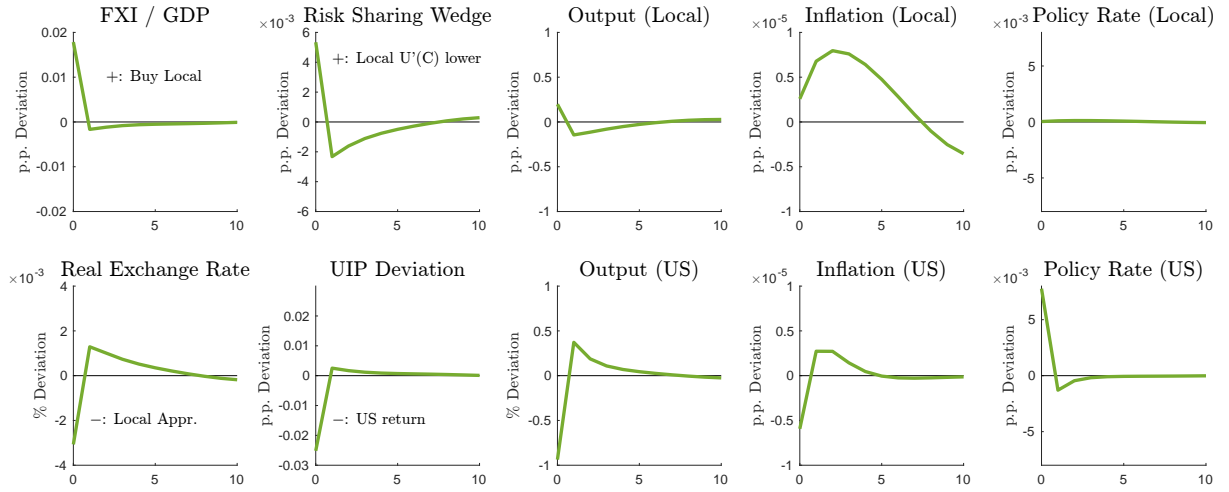 FXI / GDP
p.p. Deviation
0.02
0.01
0
-0.01
-0.02
+: Buy Local
0 5 10
Risk Sharing Wedge
×10⁻³
p.p. Deviation
6
4
2
0
-2
-4
-6
+: Local U'(C) lower
0 5 10
Output (Local)
p.p. Deviation
1
0.5
0
-0.5
-1
0 5 10
Inflation (Local)
×10⁻⁵
p.p. Deviation
1
0.5
0
-0.5
-1
0 5 10
Policy Rate (Local)
×10⁻³
p.p. Deviation
5
0
-5
0 5 10
Real Exchange Rate
×10⁻³
% Deviation
4
2
0
-2
-4
−: Local Appr.
0 5 10
UIP Deviation
p.p. Deviation
0.02
0.01
0
-0.01
-0.02
-0.03
−: US return
0 5 10
Output (US)
% Deviation
1
0.5
0
-0.5
-1
0 5 10
Inflation (US)
×10⁻⁵
p.p. Deviation
1
0.5
0
-0.5
-1
0 5 10
Policy Rate (US)
×10⁻³
p.p. Deviation
5
0
-5
0 5 10